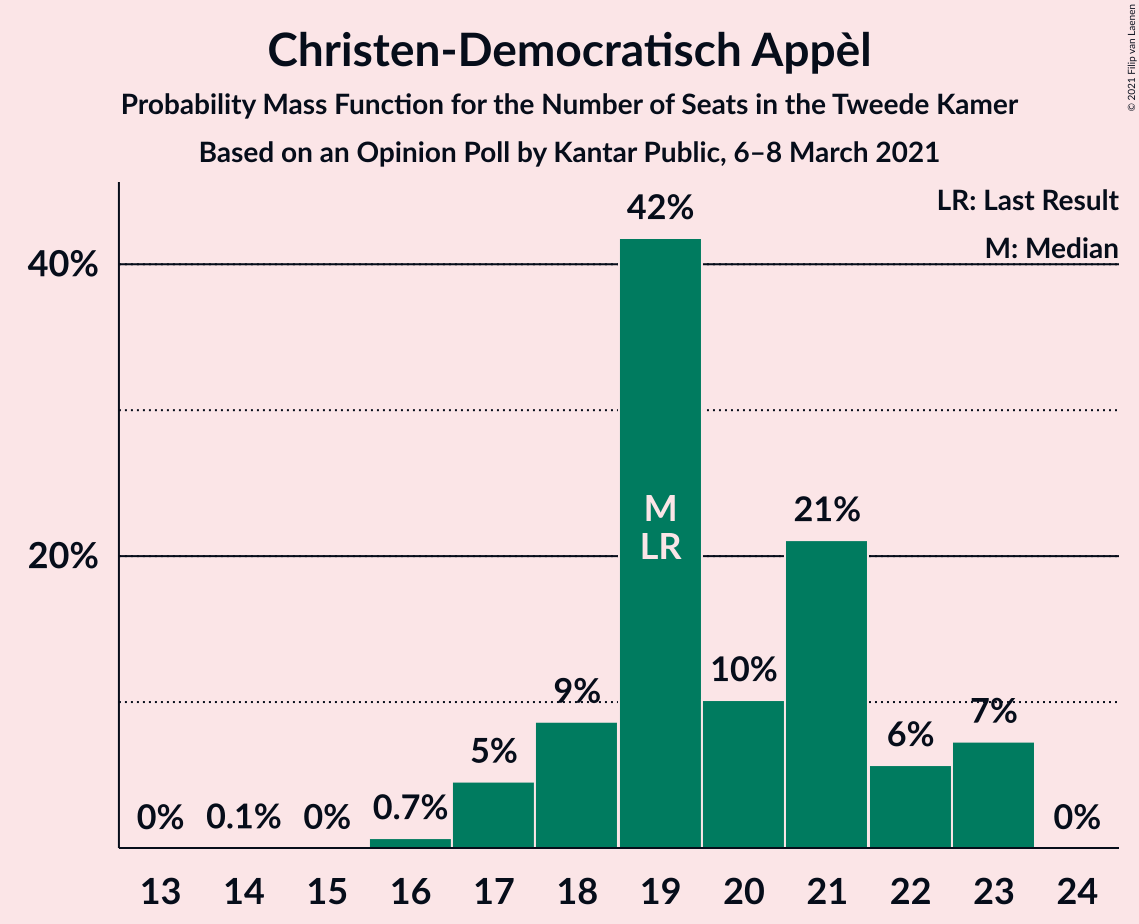 Christen-Democratisch Appèl
Probability Mass Function for the Number of Seats in the Tweede Kamer
Based on an Opinion Poll by Kantar Public, 6–8 March 2021
© 2021 Filip van Laenen
LR: Last Result
M: Median
40%
20%
0%
0.1%
0%
0.7%
5%
9%
42%
M
LR
10%
21%
6%
7%
0%
13 14 15 16 17 18 19 20 21 22 23 24